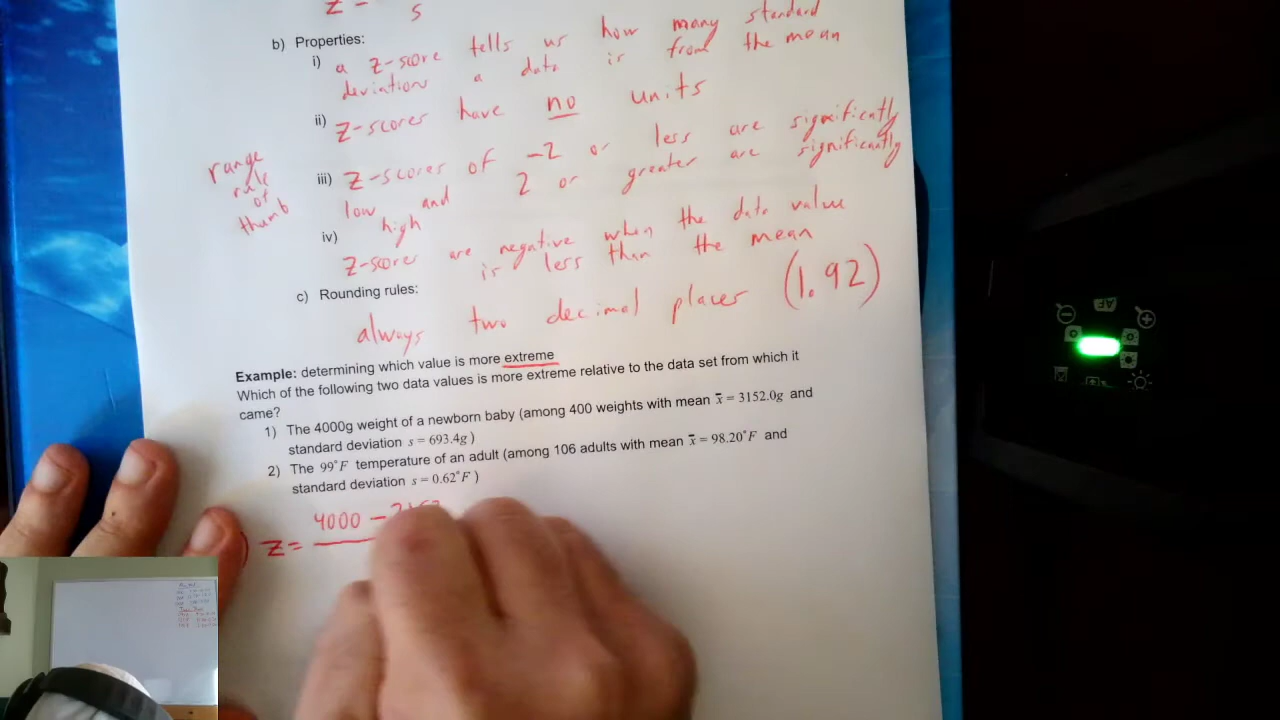 z = 
s
b) Properties:
i) a z-score tells us how many standard
deviation a data is from the mean
ii) z-scores have no units
iii) z-scores of -2 or less are significantly
low and 2 or greater are significantly
high
range
rule
of
thumb
iv) z-scores are negative when the data value
is less than the mean
c) Rounding rules:
always two decimal places (1.92)
Example: determining which value is more extreme
Which of the following two data values is more extreme relative to the data set from which it
came?
1) The 4000g weight of a newborn baby (among 400 weights with mean x̄ = 3152.0g and
standard deviation s = 693.4g)
2) The 99°F temperature of an adult (among 106 adults with mean x̄ = 98.20°F and
standard deviation s = 0.62°F)
z = 4000 -
AF